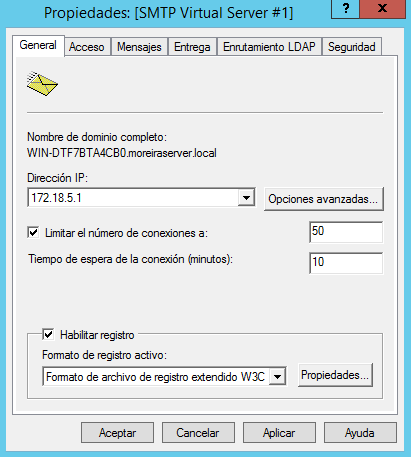 Propiedades: [SMTP Virtual Server #1]
? x
General Acceso Mensajes Entrega Enrutamiento LDAP Seguridad
Nombre de dominio completo:
WIN-DTF7BTA4CB0.moreiraserver.local
Dirección IP:
172.18.5.1 Opciones avanzadas...
Limitar el número de conexiones a: 50
Tiempo de espera de la conexión (minutos): 10
Habilitar registro
Formato de registro activo:
Formato de archivo de registro extendido W3C Propiedades...
Aceptar Cancelar Aplicar Ayuda